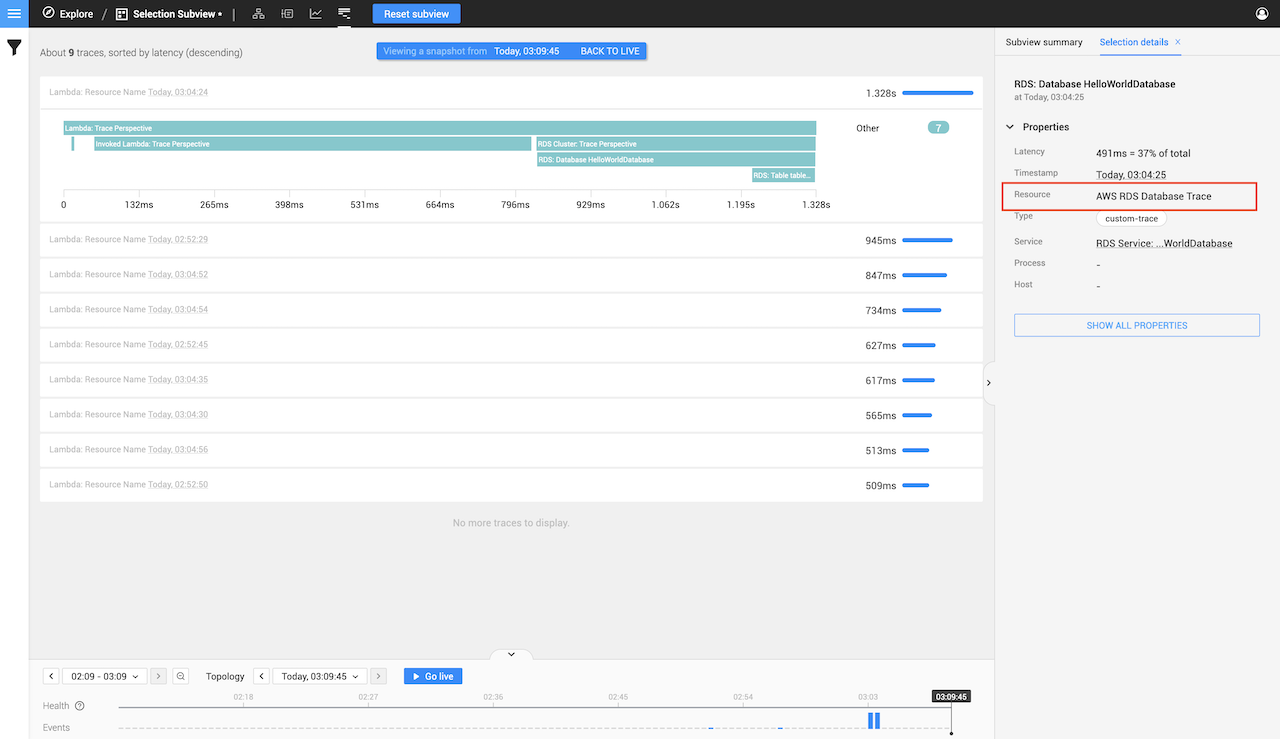 Explore / Selection Subview * | Reset subview
About 9 traces, sorted by latency (descending)
Viewing a snapshot from Today, 03:09:45 BACK TO LIVE
Lambda: Resource Name Today, 03:04:24 1.328s
Lambda: Trace Perspective
Other 7
Invoked Lambda: Trace Perspective
RDS Cluster: Trace Perspective
RDS: Database HelloWorldDatabase
RDS: Table table...
0 132ms 265ms 398ms 531ms 664ms 796ms 929ms 1.062s 1.195s 1.328s
Lambda: Resource Name Today, 02:52:29 945ms
Lambda: Resource Name Today, 03:04:52 847ms
Lambda: Resource Name Today, 03:04:54 734ms
Lambda: Resource Name Today, 02:52:45 627ms
Lambda: Resource Name Today, 03:04:35 617ms
Lambda: Resource Name Today, 03:04:30 565ms
Lambda: Resource Name Today, 03:04:56 513ms
Lambda: Resource Name Today, 02:52:50 509ms
No more traces to display.
02:09 - 03:09 Topology Today, 03:09:45 Go live
02:18 02:27 02:36 02:45 02:54 03:03 03:09:45
Health ?
Events
Subview summary Selection details ×
RDS: Database HelloWorldDatabase
at Today, 03:04:25
Properties
Latency 491ms = 37% of total
Timestamp Today, 03:04:25
Resource AWS RDS Database Trace
Type custom-trace
Service RDS Service: ...WorldDatabase
Process -
Host -
SHOW ALL PROPERTIES